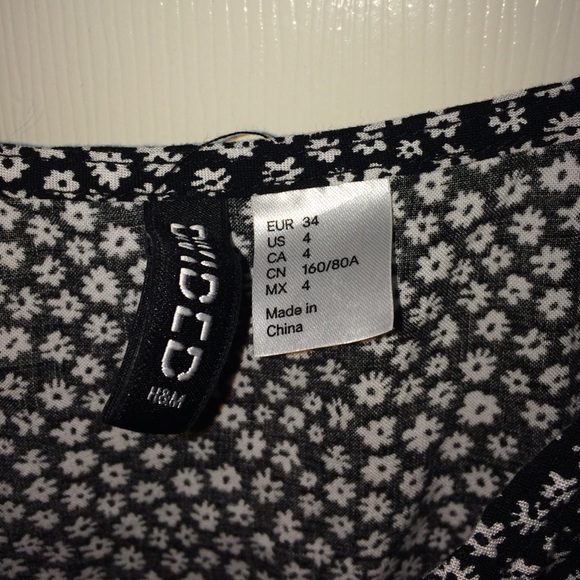 DIVIDED
H&M
EUR 34
US 4
CA 4
CN 160/80A
MX 4
Made in
China